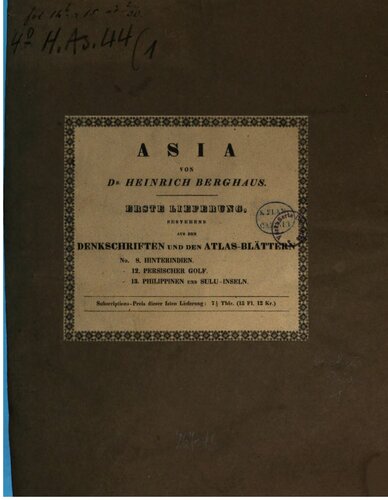 4° H. As. 44 (1
ASIA
VON
DR. HEINRICH BERGHAUS.
ERSTE LIEFERUNG,
BESTEHEND
AUS DEN
DENKSCHRIFTEN UND DEN ATLAS-BLÄTTERN
No. 8. HINTERINDIEN.
- 12. PERSISCHER GOLF.
- 13. PHILIPPINEN UND SULU-INSELN.
Subscriptions-Preis dieser 1sten Lieferung: 7½ Thlr. (13 Fl. 12 Kr.)